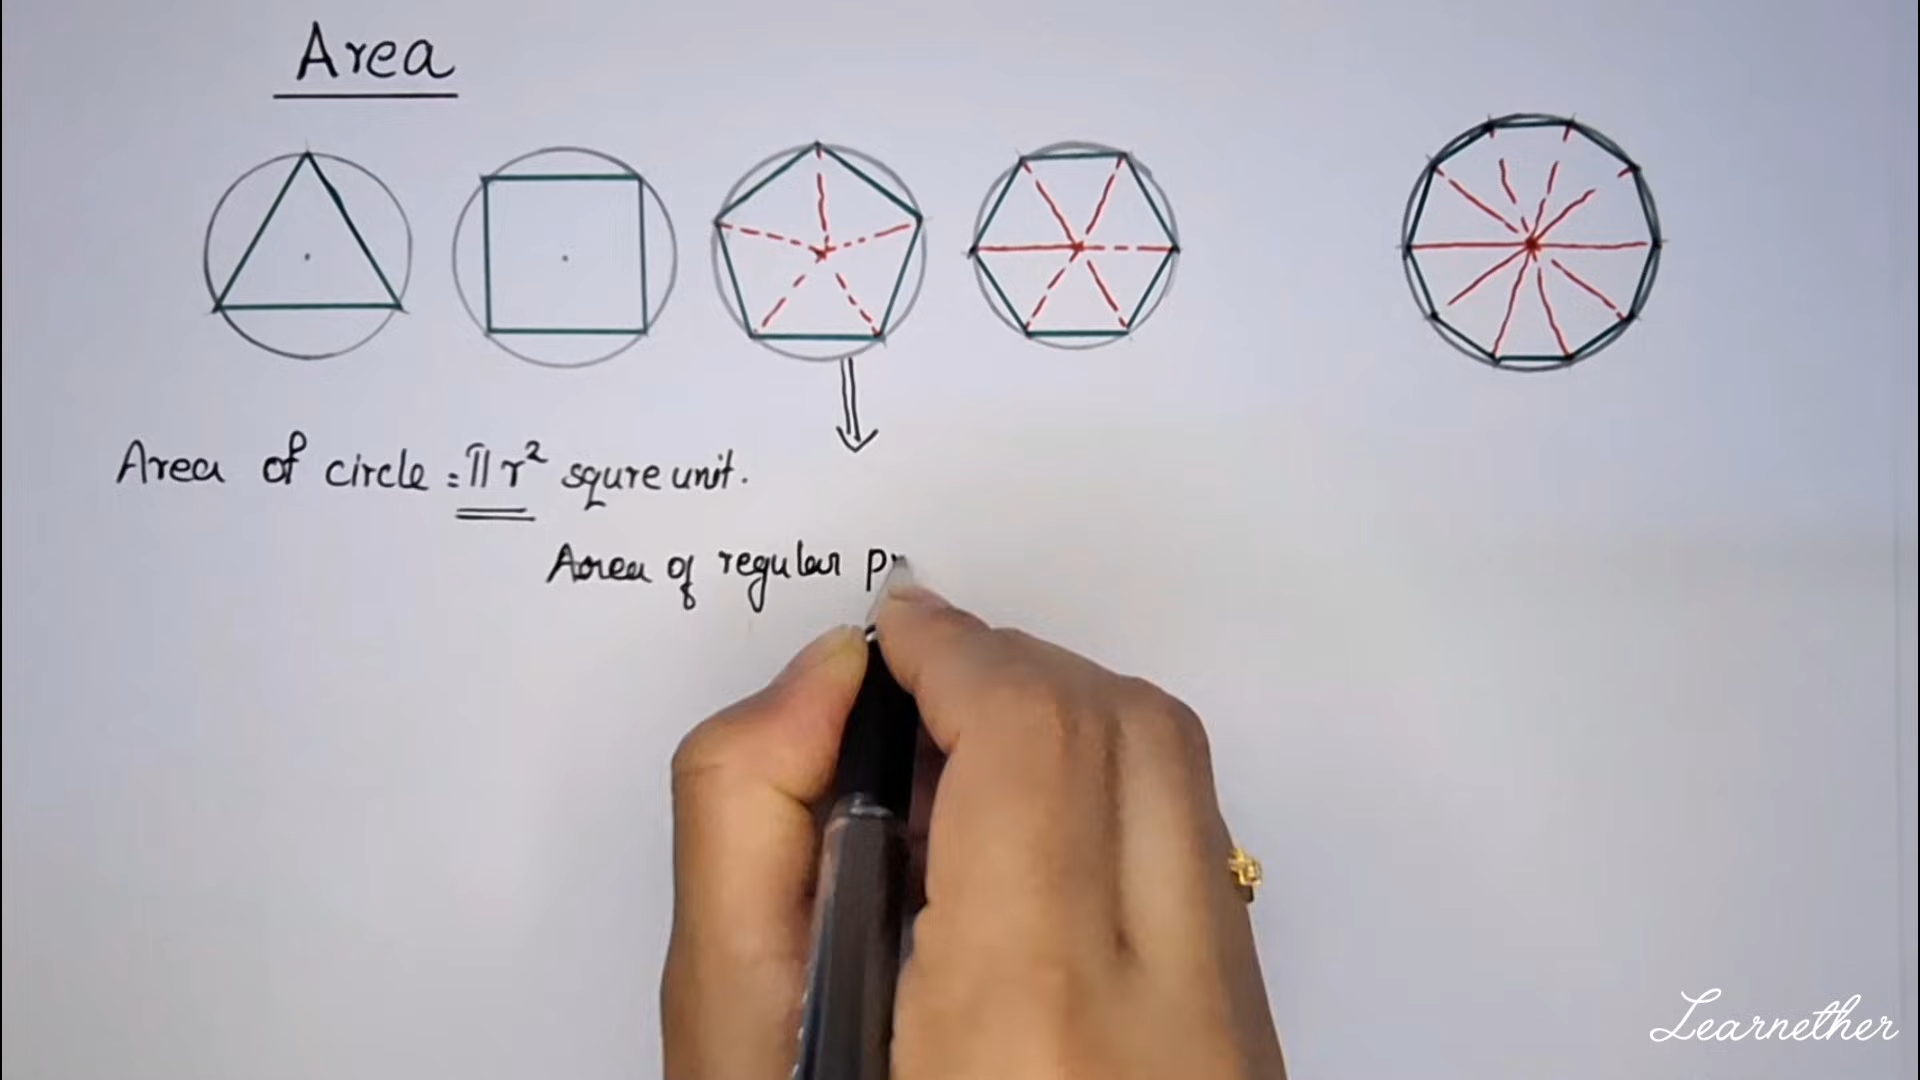 Area
Area of circle = πr² squre unit.
Area of regular
Learnether